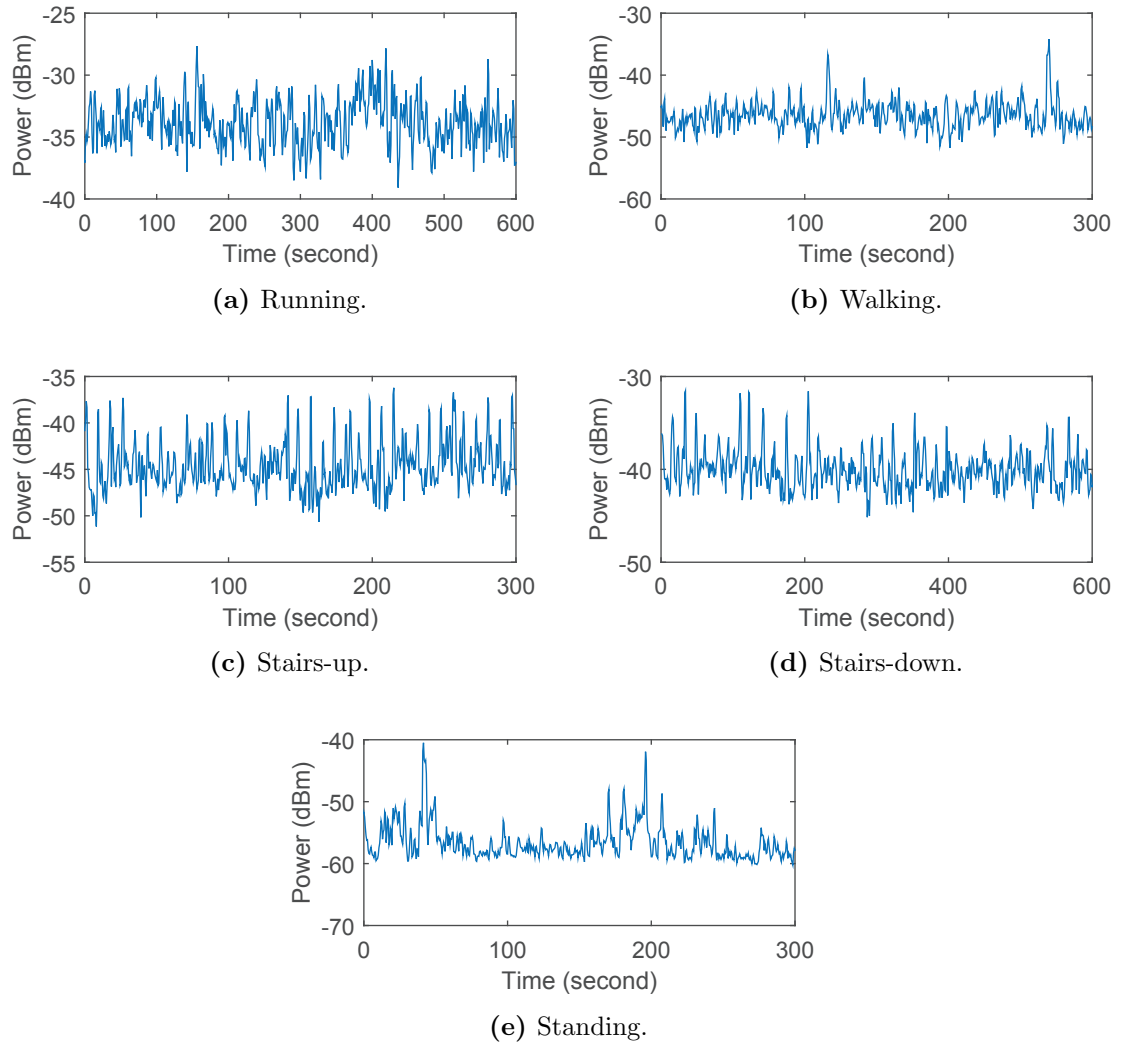 -25
-30
-35
-40
Power (dBm)
0 100 200 300 400 500 600
Time (second)
(a) Running.
-30
-40
-50
-60
Power (dBm)
0 100 200 300
Time (second)
(b) Walking.
-35
-40
-45
-50
-55
Power (dBm)
0 100 200 300
Time (second)
(c) Stairs-up.
-30
-40
-50
Power (dBm)
0 200 400 600
Time (second)
(d) Stairs-down.
-40
-50
-60
-70
Power (dBm)
0 100 200 300
Time (second)
(e) Standing.